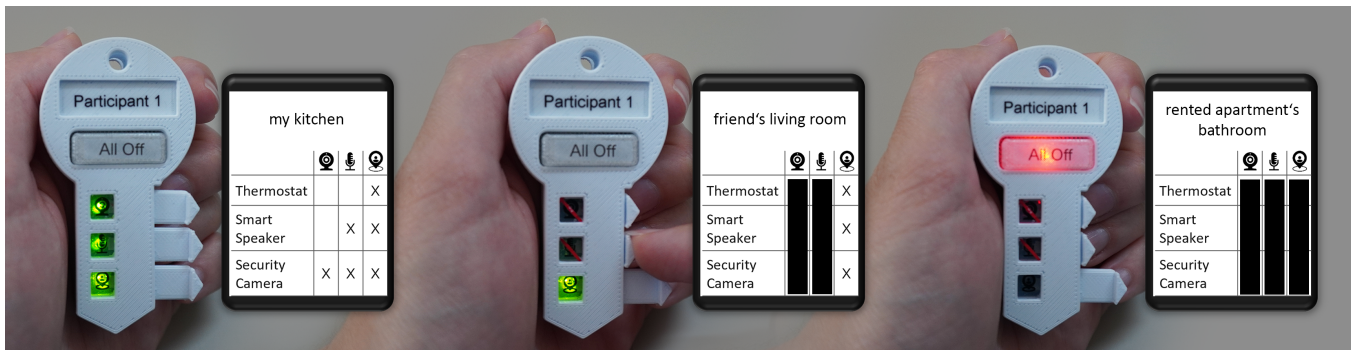 Participant 1
All Off
my kitchen
Thermostat X
Smart
Speaker X X
Security
Camera X X X
Participant 1
All Off
friend‘s living room
Thermostat X
Smart
Speaker X
Security
Camera X
Participant 1
All Off
rented apartment‘s
bathroom
Thermostat
Smart
Speaker
Security
Camera